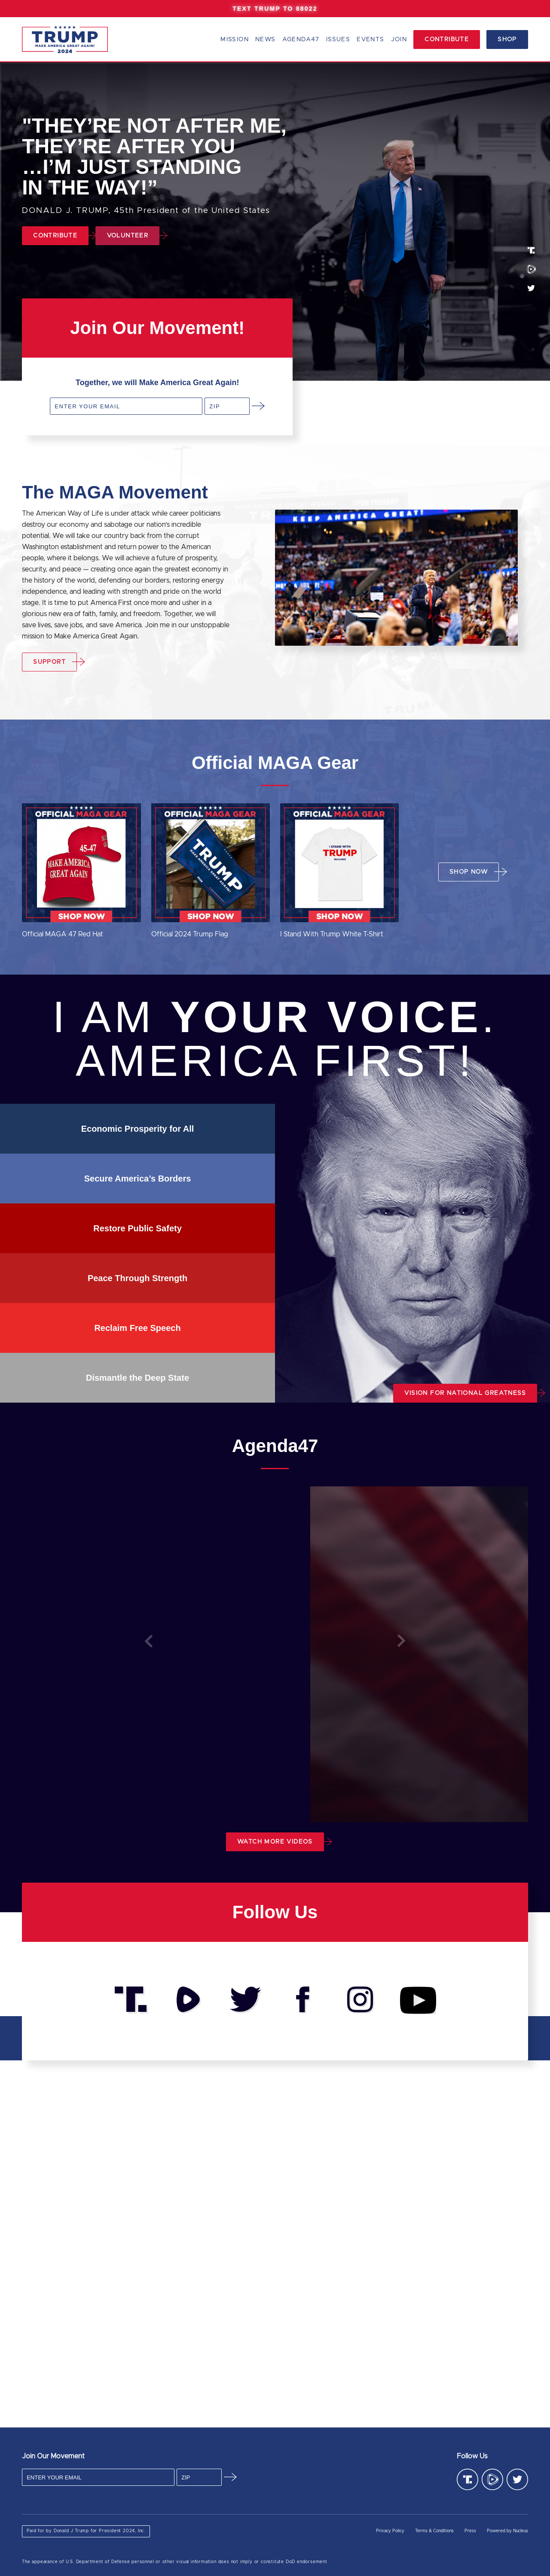 TEXT TRUMP TO 88022
TRUMP
MAKE AMERICA GREAT AGAIN!
2024
MISSION NEWS AGENDA47 ISSUES EVENTS JOIN CONTRIBUTE SHOP
"THEY’RE NOT AFTER ME,
THEY’RE AFTER YOU
…I’M JUST STANDING
IN THE WAY!”
DONALD J. TRUMP, 45th President of the United States
CONTRIBUTE VOLUNTEER
Join Our Movement!
Together, we will Make America Great Again!
ENTER YOUR EMAIL ZIP
The MAGA Movement
The American Way of Life is under attack while career politicians
destroy our economy and sabotage our nation's incredible
potential. We will take our country back from the corrupt
Washington establishment and return power to the American
people, where it belongs. We will achieve a future of prosperity,
security, and peace — creating once again the greatest economy in
the history of the world, defending our borders, restoring energy
independence, and leading with strength and pride on the world
stage. It is time to put America First once more and usher in a
glorious new era of faith, family, and freedom. Together, we will
save lives, save jobs, and save America. Join me in our unstoppable
mission to Make America Great Again.
KEEP AMERICA GREAT!
SUPPORT
TRUMP
Official MAGA Gear
OFFICIAL MAGA GEAR OFFICIAL MAGA GEAR OFFICIAL MAGA GEAR
45-47
MAKE AMERICA
GREAT AGAIN
TRUMP
I STAND WITH
TRUMP
SHOP NOW SHOP NOW SHOP NOW
SHOP NOW
Official MAGA 47 Red Hat Official 2024 Trump Flag I Stand With Trump White T-Shirt
I AM YOUR VOICE.
AMERICA FIRST!
Economic Prosperity for All
Secure America’s Borders
Restore Public Safety
Peace Through Strength
Reclaim Free Speech
Dismantle the Deep State
VISION FOR NATIONAL GREATNESS
Agenda47
WATCH MORE VIDEOS
Follow Us
Join Our Movement Follow Us
ENTER YOUR EMAIL ZIP
Paid for by Donald J Trump for President 2024, Inc.
Privacy Policy Terms & Conditions Press Powered by Nucleus
The appearance of U.S. Department of Defense personnel or other visual information does not imply or constitute DoD endorsement.